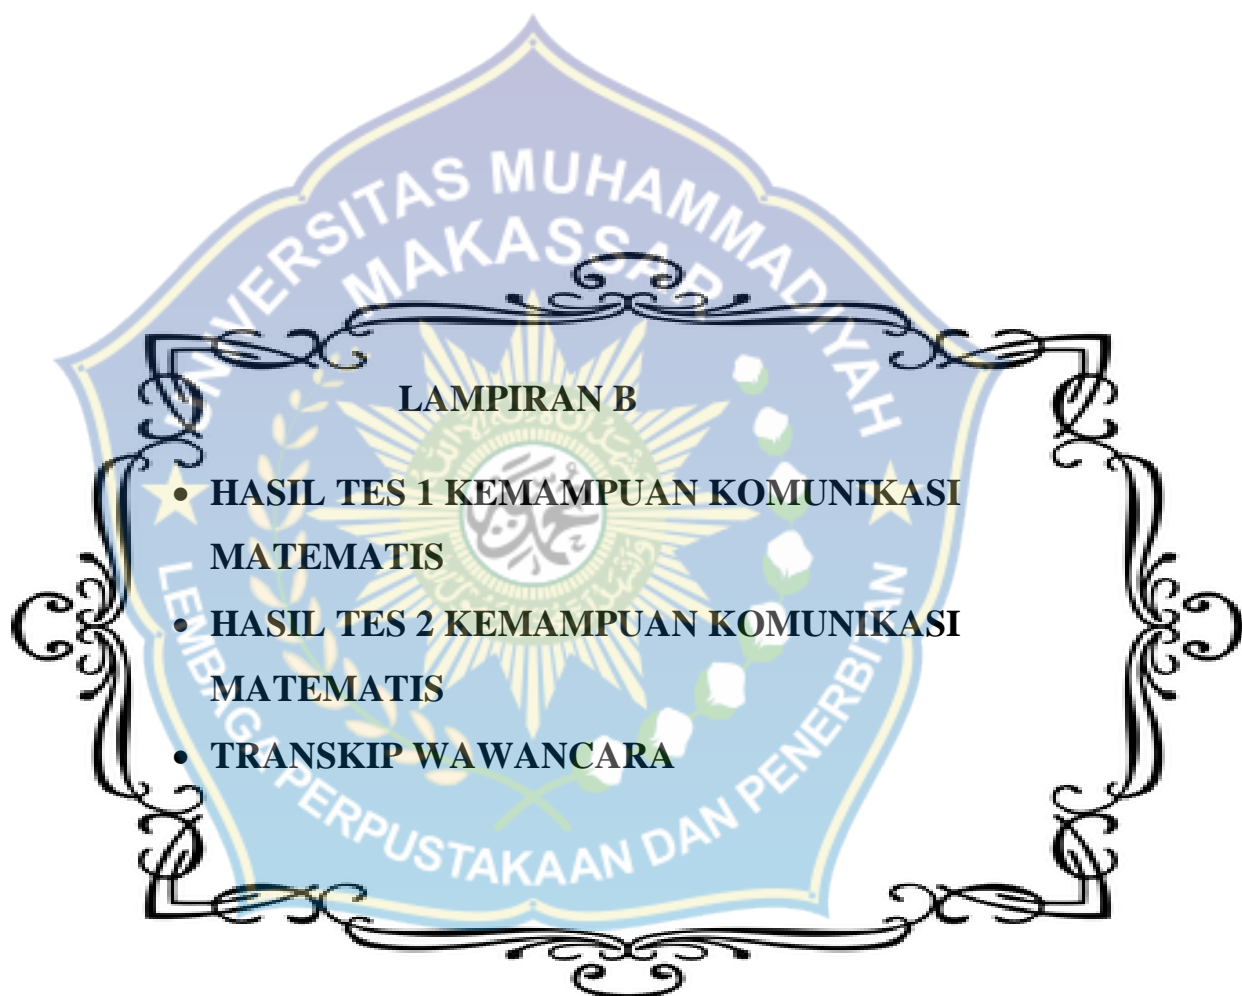 UNIVERSITAS MUHAMMADIYAH
MAKASSAR
LAMPIRAN B
• HASIL TES 1 KEMAMPUAN KOMUNIKASI
MATEMATIS
• HASIL TES 2 KEMAMPUAN KOMUNIKASI
MATEMATIS
• TRANSKIP WAWANCARA
LEMBAGA PERPUSTAKAAN DAN PENERBITAN